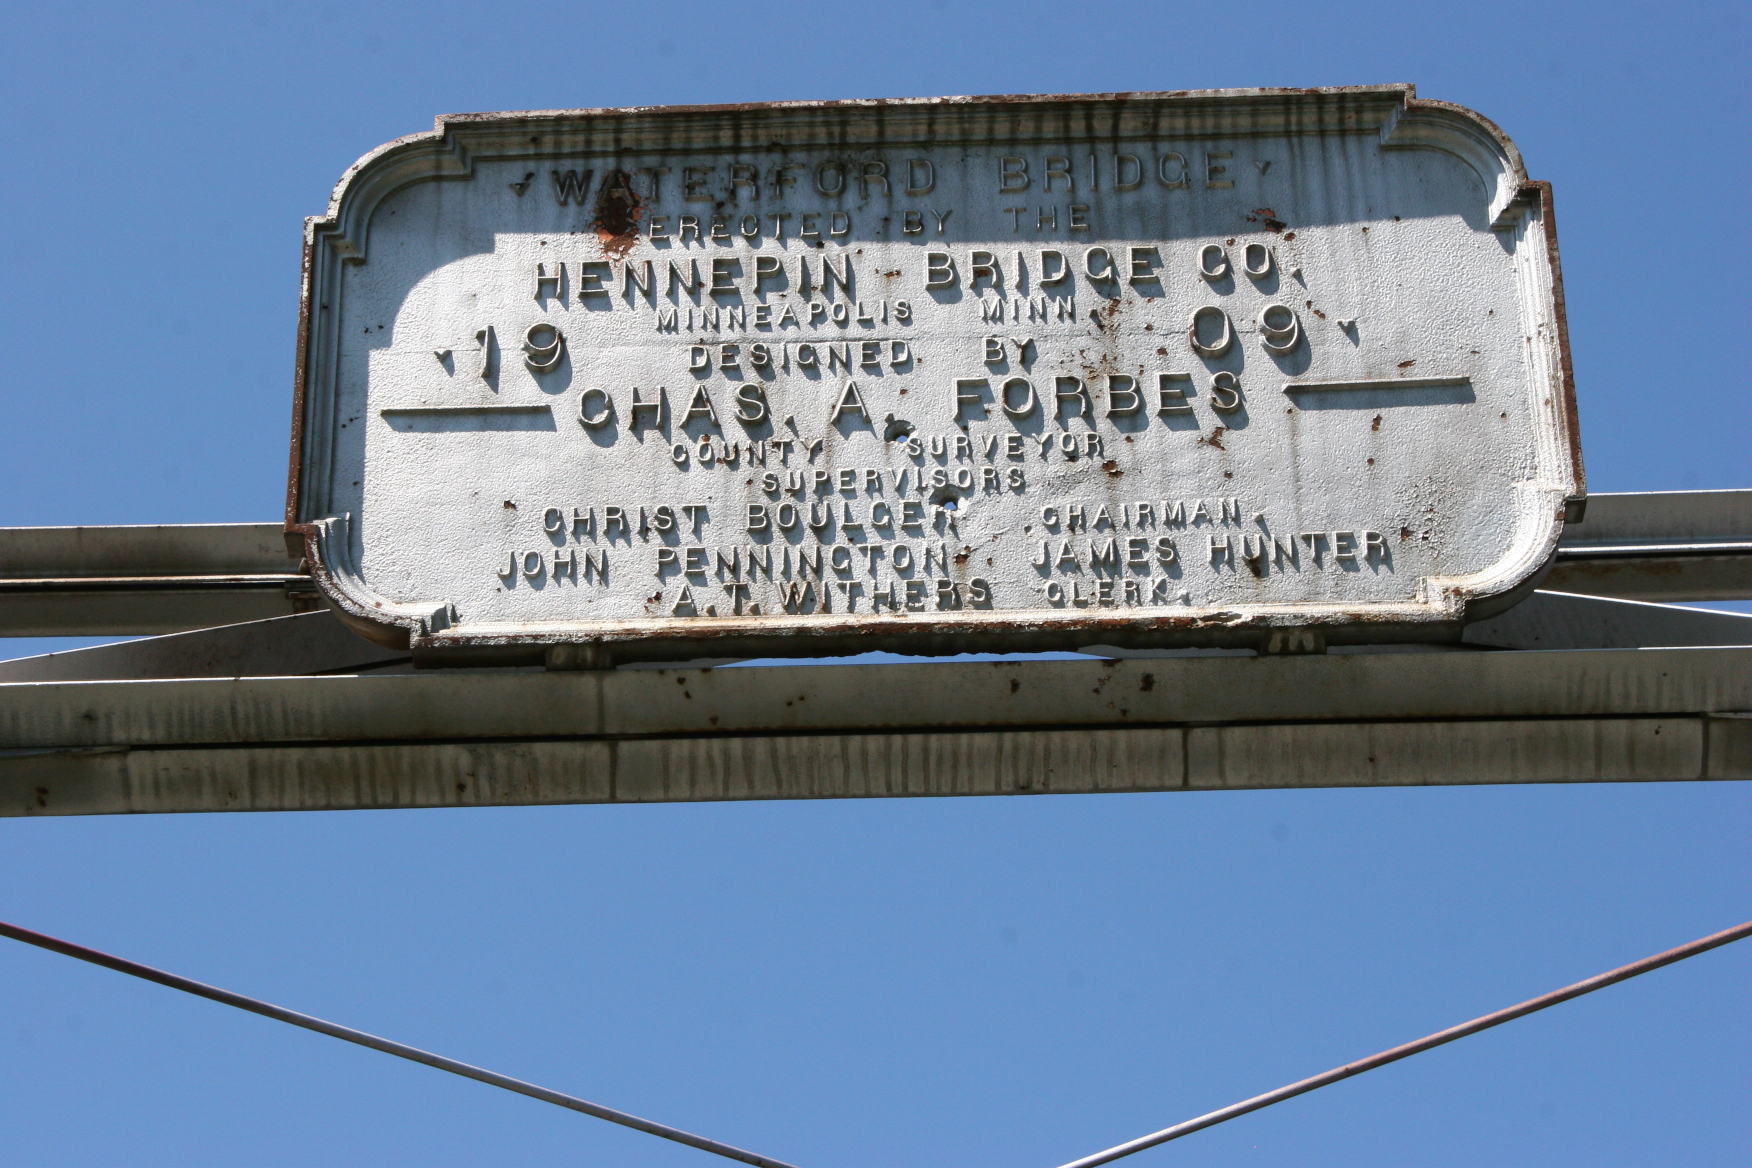 WATERFORD BRIDGE
ERECTED BY THE
HENNEPIN BRIDGE CO.
MINNEAPOLIS MINN.
19 DESIGNED BY 09
CHAS. A. FORBES
COUNTY SURVEYOR
SUPERVISORS
CHRIST BOULGER CHAIRMAN.
JOHN PENNINGTON JAMES HUNTER
A.T. WITHERS CLERK.